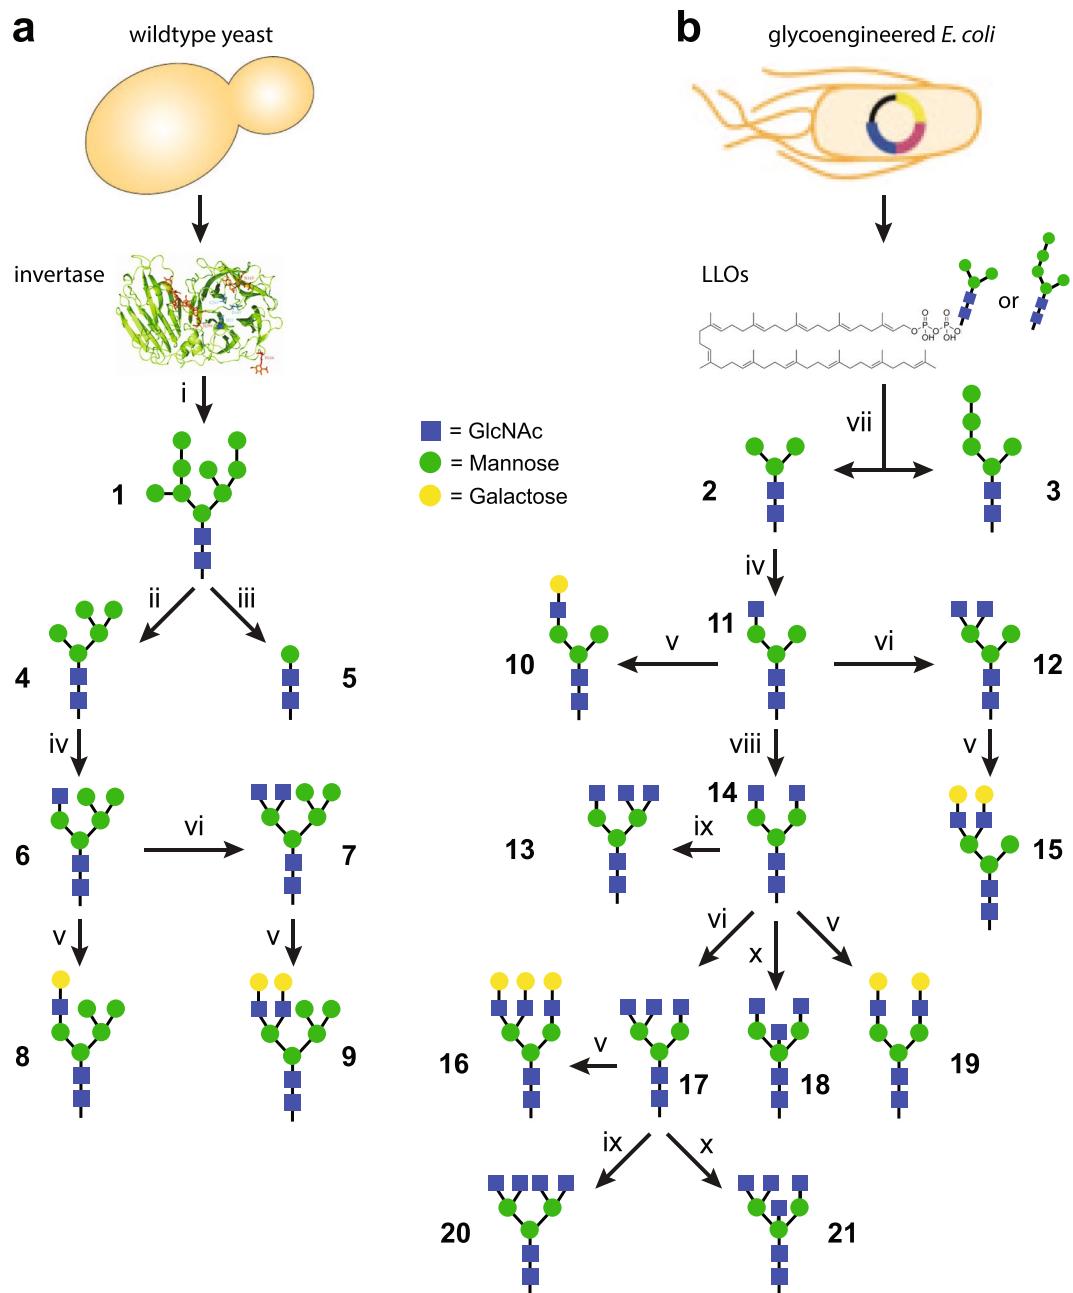 a
wildtype yeast
invertase
i
1
ii
iii
4
5
iv
6
vi
7
v
v
8
9
= GlcNAc
= Mannose
= Galactose
b
glycoengineered E. coli
LLOs
or
O
O
O
P
O
P
O
OH
OH
vii
2
3
iv
10
v
11
vi
12
viii
v
13
ix
14
15
vi
x
v
16
v
17
18
19
ix
x
20
21